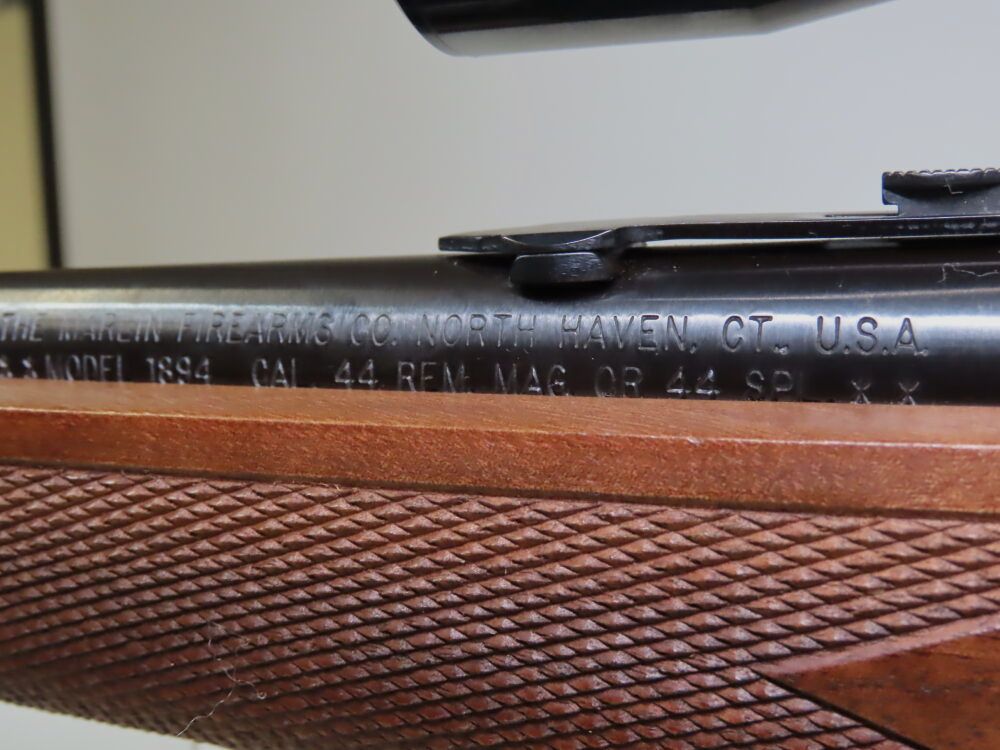 THE MARLIN FIREARMS CO. NORTH HAVEN, CT., U.S.A.
MODEL 1894 CAL. 44 REM. MAG. OR 44 SPL.